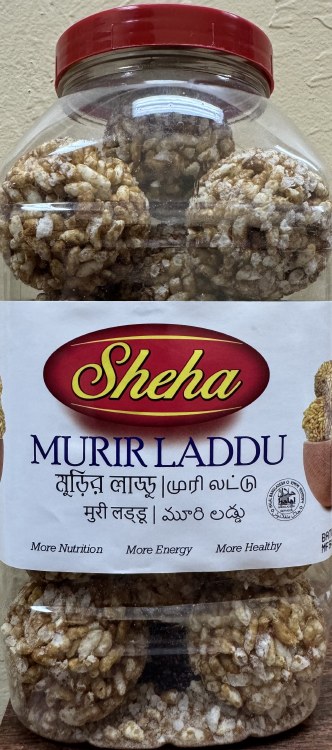 Sheha
MURIR LADDU
মুড়ির লাড্ডু | முரி லட்டு
मुरी लड्डू | మూరి లడ్డు
More Nutrition More Energy More Healthy